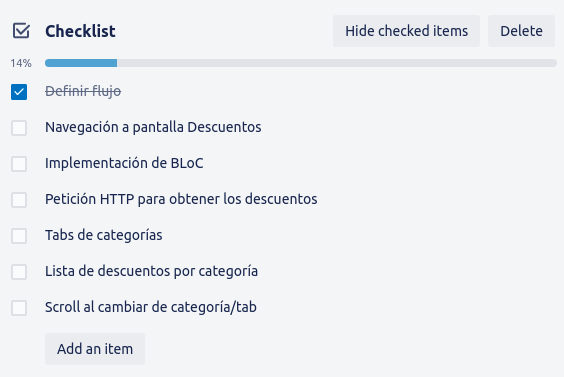 Checklist
Hide checked items
Delete
14%
Definir flujo
Navegación a pantalla Descuentos
Implementación de BLoC
Petición HTTP para obtener los descuentos
Tabs de categorías
Lista de descuentos por categoría
Scroll al cambiar de categoría/tab
Add an item